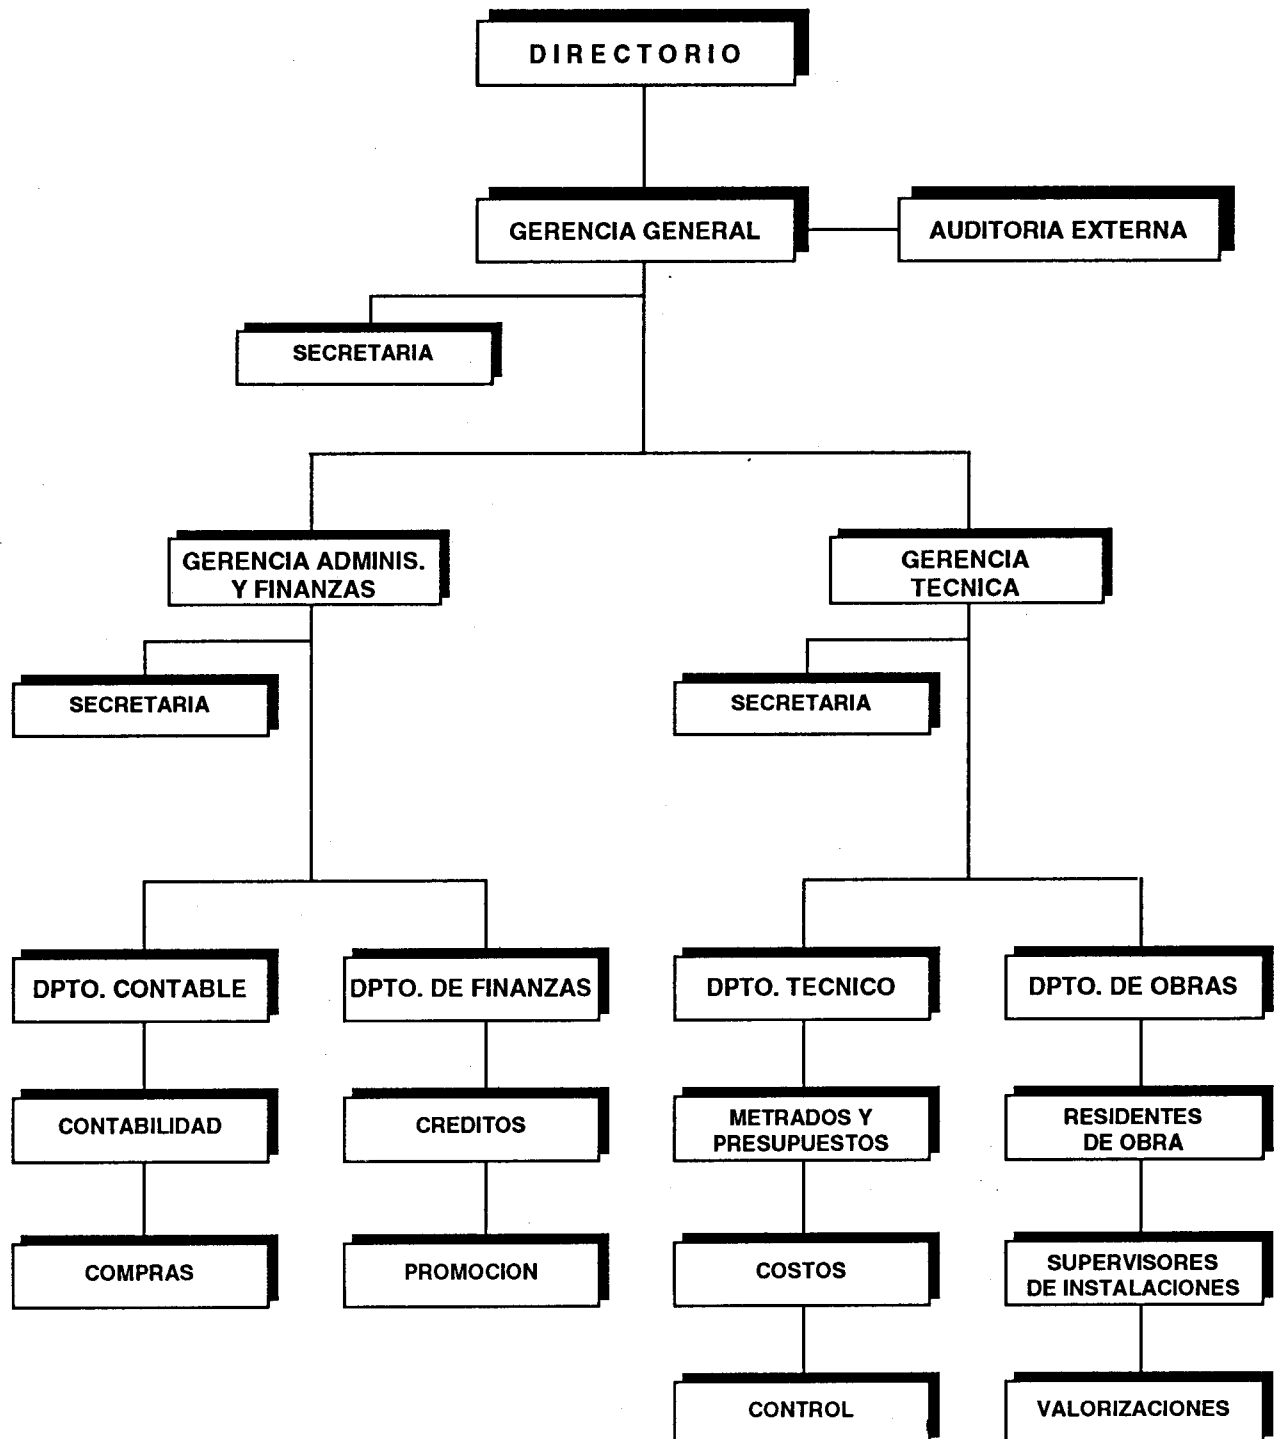 DIRECTORIO
GERENCIA GENERAL
AUDITORIA EXTERNA
SECRETARIA
GERENCIA ADMINIS.
Y FINANZAS
GERENCIA
TECNICA
SECRETARIA
SECRETARIA
DPTO. CONTABLE
DPTO. DE FINANZAS
DPTO. TECNICO
DPTO. DE OBRAS
CONTABILIDAD
CREDITOS
METRADOS Y
PRESUPUESTOS
RESIDENTES
DE OBRA
COMPRAS
PROMOCION
COSTOS
SUPERVISORES
DE INSTALACIONES
CONTROL
VALORIZACIONES